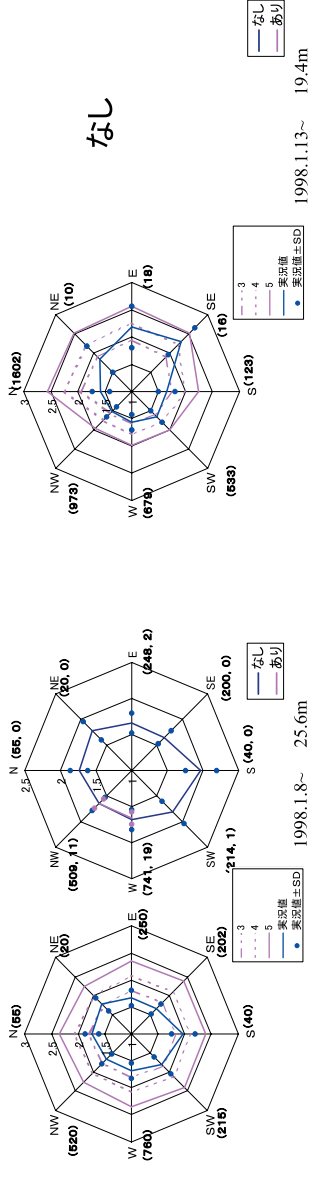 N(55)
NE
(20)
E
(250)
SE
(202)
S
(40)
SW
(215)
W
(760)
NW
(520)
3
2.5
2
1.5
1
3
4
5
実況値
実況値±SD
N (55, 0)
NE
(20, 0)
E
(248, 2)
SE
(200, 0)
S (40, 0)
SW
(214, 1)
W
(741, 19)
NW
(509, 11)
2.5
2
1.5
1
なし
あり
1998.1.8~ 25.6m
N(1602)
NE
(10)
E
(18)
SE
(16)
S
(123)
SW
(533)
W
(679)
NW
(973)
3
2.5
2
1.5
1
3
4
5
実況値
実況値±SD
なし
なし
あり
1998.1.13~ 19.4m